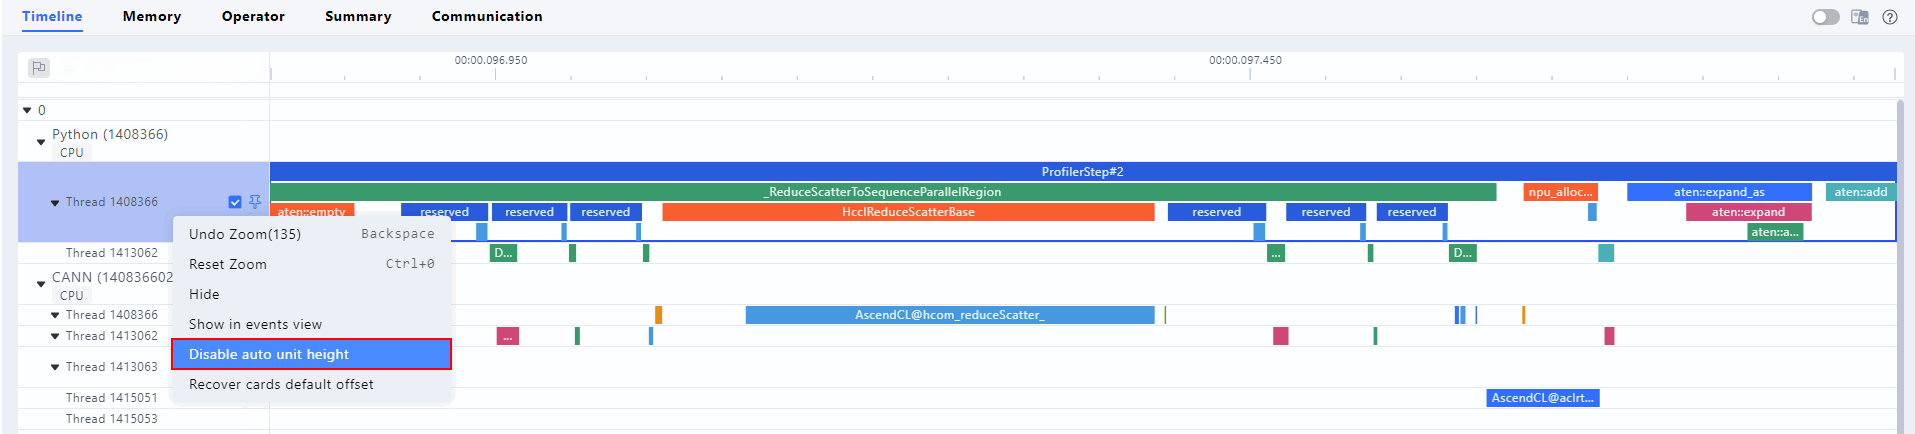 Timeline Memory Operator Summary Communication
00:00.096.950 00:00.097.450
0
Python (1408366)
CPU
ProfilerStep#2
_ReduceScatterToSequenceParallelRegion npu_alloc... aten::expand_as aten::add
Thread 1408366
aten::empty reserved reserved reserved HcclReduceScatterBase reserved reserved reserved aten::expand
aten::a...
Undo Zoom(135) Backspace
Thread 1413062 D... ... D...
Reset Zoom Ctrl+0
CANN (140836602
CPU
Hide
Thread 1408366 AscendCL@hcom_reduceScatter_
Show in events view
Thread 1413062 ...
Disable auto unit height
Thread 1413063
Recover cards default offset
Thread 1415051 AscendCL@aclrt...
Thread 1415053